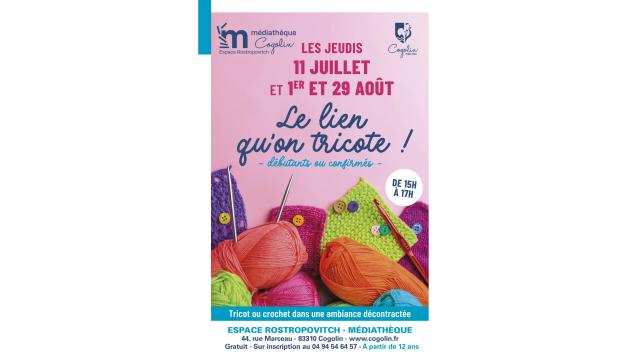 médiathèque
Cogolin
Espace Rostropovitch
Cogolin
LES JEUDIS
11 JUILLET
ET 1ER ET 29 AOÛT
Le lien
qu'on tricote !
- débutants ou confirmés -
DE 15H
À 17H
Tricot ou crochet dans une ambiance décontractée
ESPACE ROSTROPOVITCH - MÉDIATHÈQUE
44, rue Marceau - 83310 Cogolin - www.cogolin.fr
Gratuit - Sur inscription au 04 94 54 64 57 - À partir de 12 ans